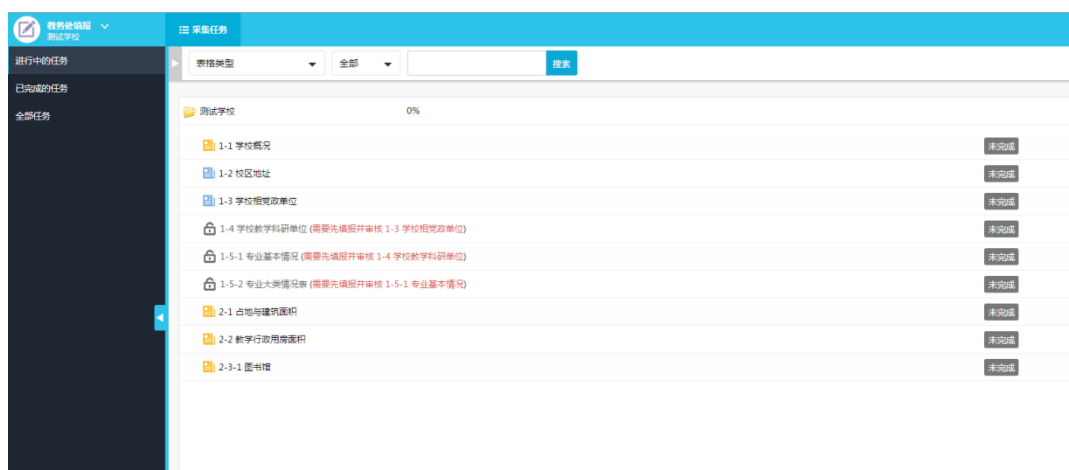 教务处填报
测试学校
采集任务
进行中的任务
已完成的任务
全部任务
表格类型 全部 搜索
测试学校 0%
1-1 学校概况 未完成
1-2 校区地址 未完成
1-3 学校相党政单位 未完成
1-4 学校教学科研单位 (需要先填报并审核 1-3 学校相党政单位) 未完成
1-5-1 专业基本情况 (需要先填报并审核 1-4 学校教学科研单位) 未完成
1-5-2 专业大类情况表 (需要先填报并审核 1-5-1 专业基本情况) 未完成
2-1 占地与建筑面积 未完成
2-2 教学行政用房面积 未完成
2-3-1 图书馆 未完成